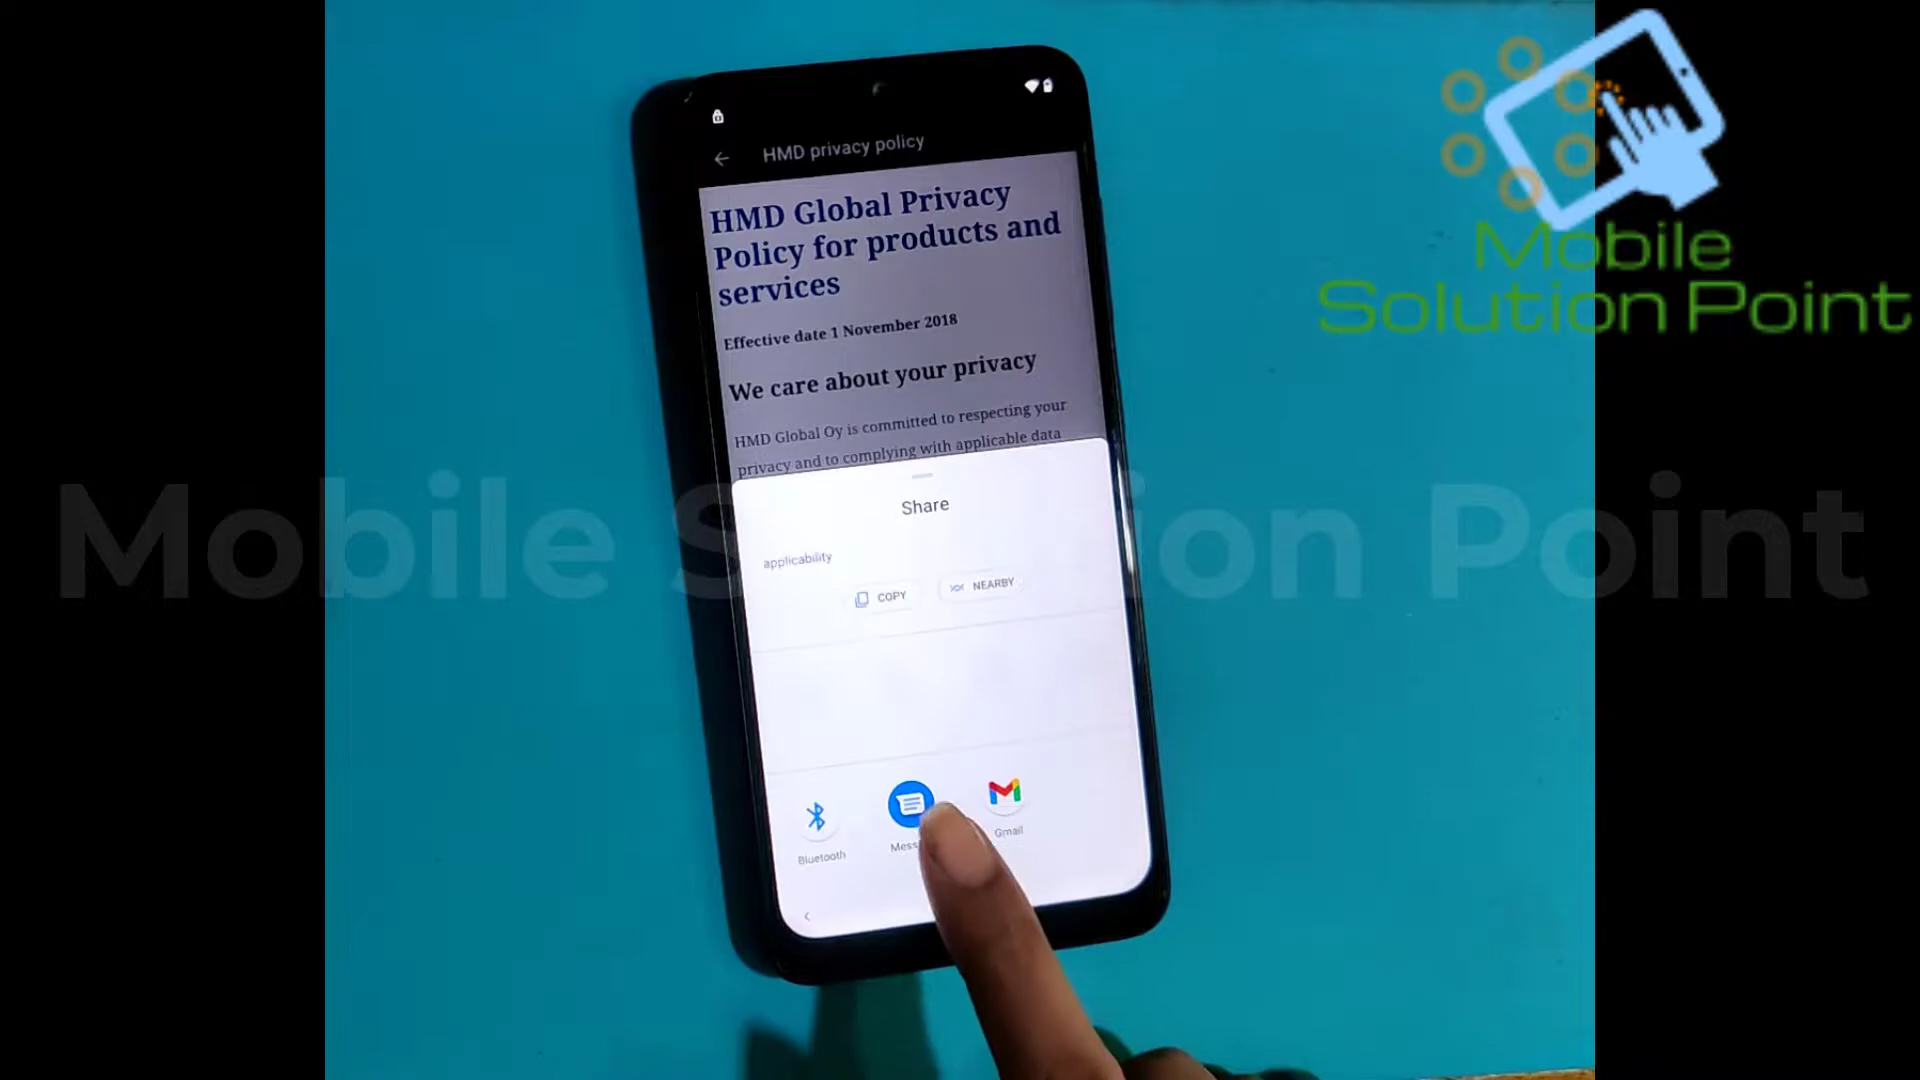 HMD privacy policy
HMD Global Privacy
Policy for products and
services
Effective date 1 November 2018
We care about your privacy
HMD Global Oy is committed to respecting your
privacy and to complying with applicable data
Share
applicability
COPY NEARBY
Bluetooth Gmail
Mobile
Solution Point
Mobile Solution Point